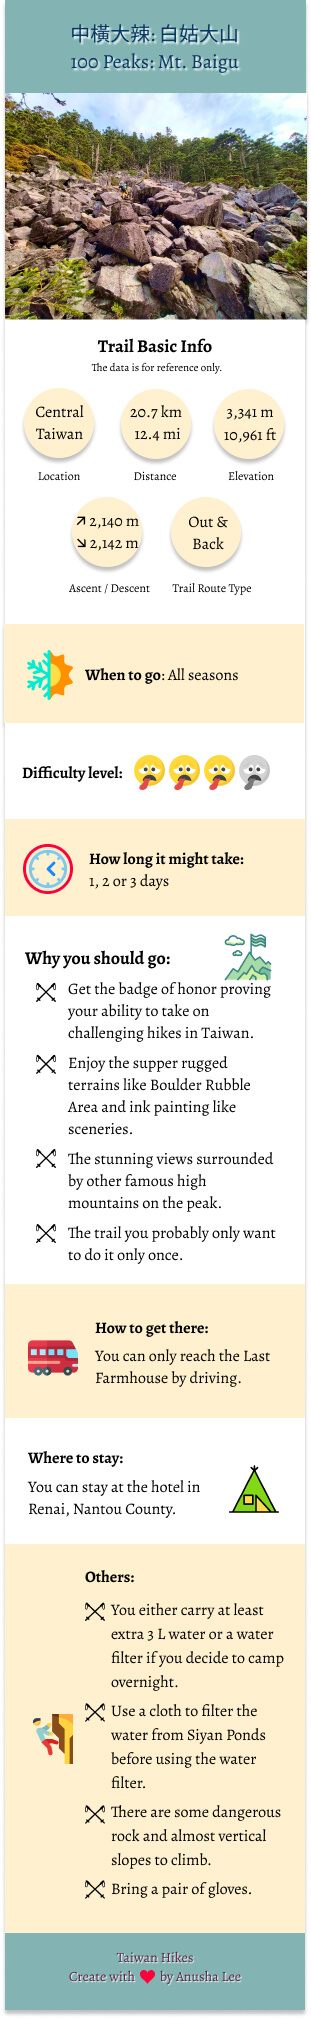 中橫大辣: 白姑大山
100 Peaks: Mt. Baigu
Trail Basic Info
The data is for reference only.
Central
Taiwan
Location
20.7 km
12.4 mi
Distance
3,341 m
10,961 ft
Elevation
↗ 2,140 m
↘ 2,142 m
Ascent / Descent
Out &
Back
Trail Route Type
When to go: All seasons
Difficulty level:
How long it might take:
1, 2 or 3 days
Why you should go:
Get the badge of honor proving
your ability to take on
challenging hikes in Taiwan.
Enjoy the supper rugged
terrains like Boulder Rubble
Area and ink painting like
sceneries.
The stunning views surrounded
by other famous high
mountains on the peak.
The trail you probably only want
to do it only once.
How to get there:
You can only reach the Last
Farmhouse by driving.
Where to stay:
You can stay at the hotel in
Renai, Nantou County.
Others:
You either carry at least
extra 3 L water or a water
filter if you decide to camp
overnight.
Use a cloth to filter the
water from Siyan Ponds
before using the water
filter.
There are some dangerous
rock and almost vertical
slopes to climb.
Bring a pair of gloves.
Taiwan Hikes
Create with ❤ by Anusha Lee